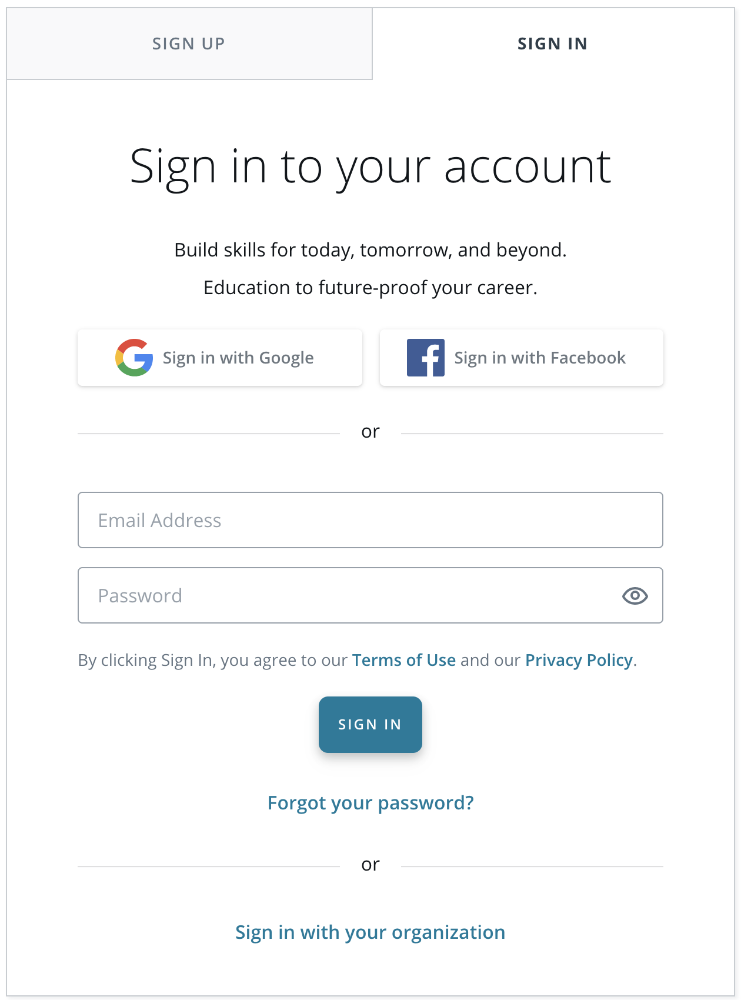 SIGN UP
SIGN IN
Sign in to your account
Build skills for today, tomorrow, and beyond.
Education to future-proof your career.
Sign in with Google
Sign in with Facebook
or
Email Address
Password
By clicking Sign In, you agree to our Terms of Use and our Privacy Policy.
SIGN IN
Forgot your password?
or
Sign in with your organization